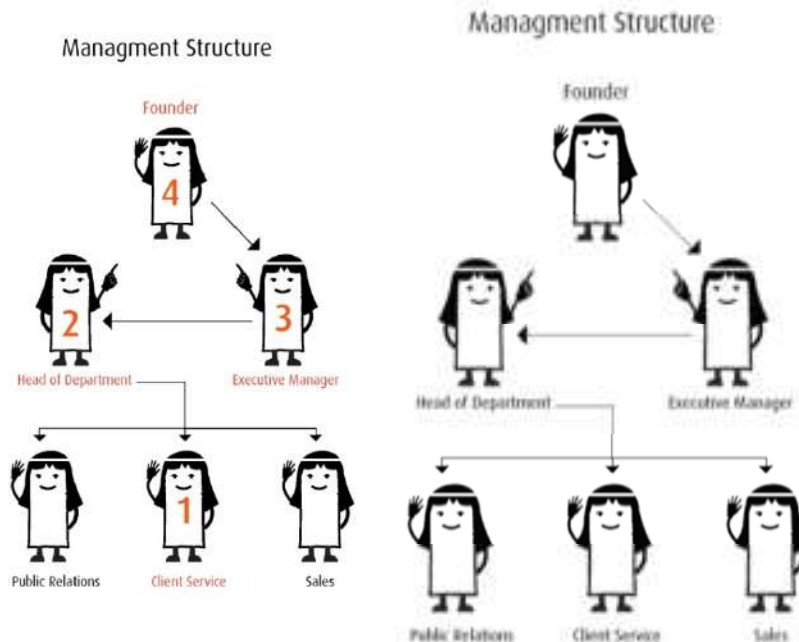 Managment Structure
Founder
4
2
3
Head of Department
Executive Manager
1
Public Relations
Client Service
Sales
Managment Structure
Founder
Head of Department
Executive Manager
Public Relations
Client Service
Sales